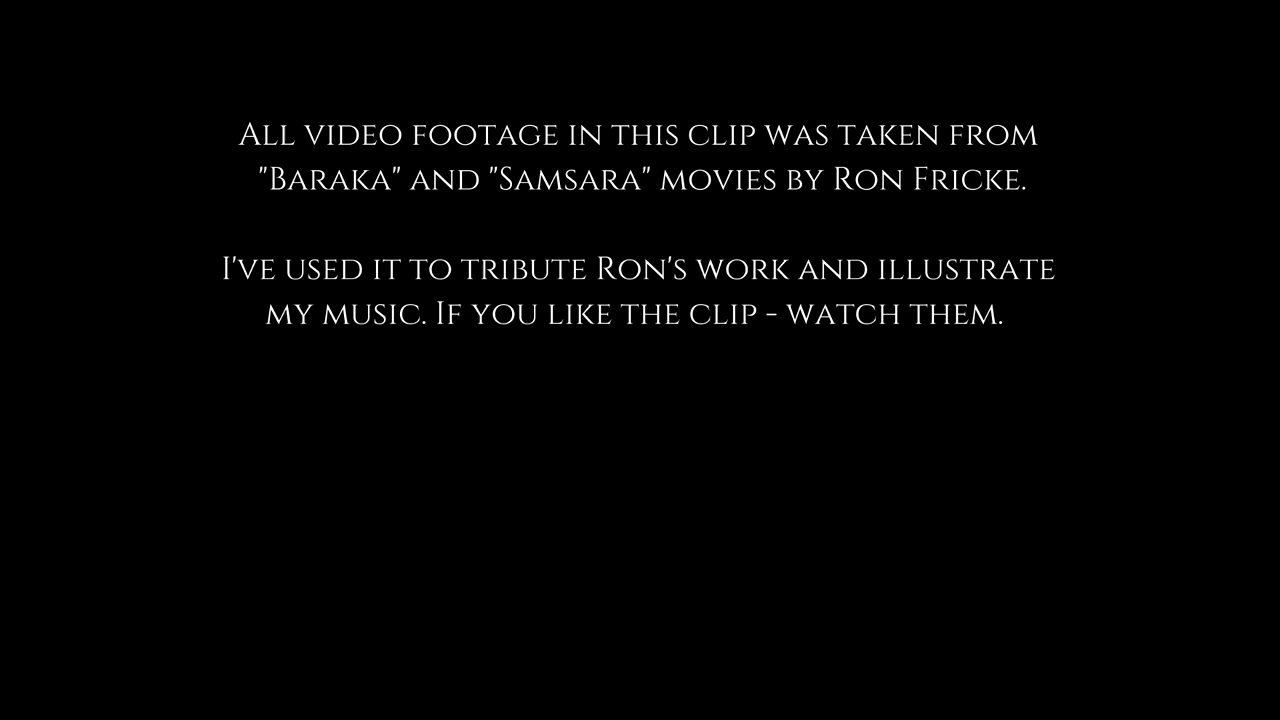 All video footage in this clip was taken from
"Baraka" and "Samsara" movies by Ron Fricke.
I've used it to tribute Ron's work and illustrate
my music. If you like the clip - watch them.